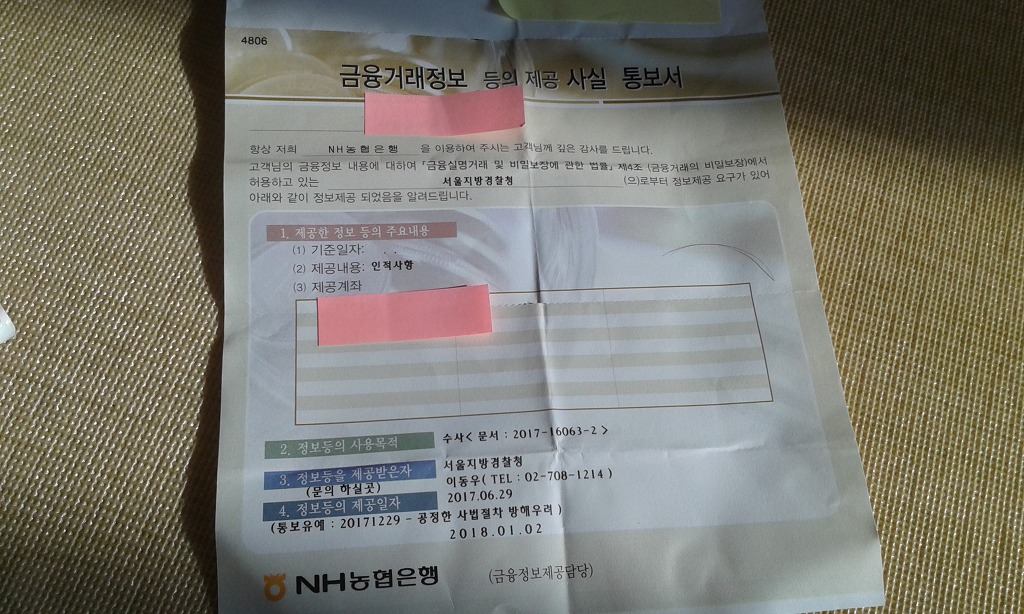 4806
금융거래정보 등의 제공 사실 통보서
항상 저희 NH농협은행 을 이용하여 주시는 고객님께 깊은 감사를 드립니다.
고객님의 금융정보 내용에 대하여 「금융실명거래 및 비밀보장에 관한 법률」 제4조 (금융거래의 비밀보장)에서
허용하고 있는 서울지방경찰청 (으)로부터 정보제공 요구가 있어
아래와 같이 정보제공 되었음을 알려드립니다.
1. 제공한 정보 등의 주요내용
(1) 기준일자: . .
(2) 제공내용: 인적사항
(3) 제공계좌
2. 정보등의 사용목적 수사< 문서 : 2017-16063-2 >
3. 정보등을 제공받은자 서울지방경찰청
(문의 하실곳) 이동우( TEL : 02-708-1214 )
4. 정보등의 제공일자 2017.06.29
(통보유예 : 20171229 - 공정한 사법절차 방해우려 )
2018.01.02
NH농협은행 (금융정보제공담당)